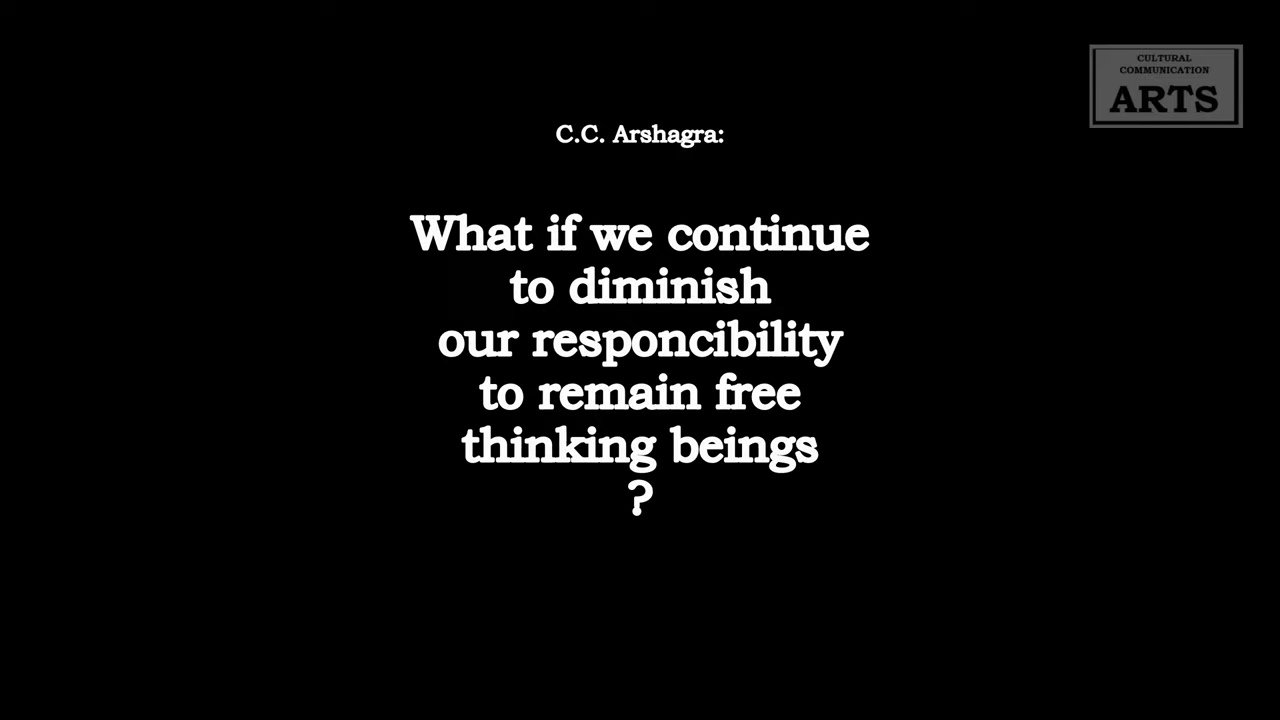 CULTURAL
COMMUNICATION
ARTS
C.C. Arshagra:
What if we continue
to diminish
our responcibility
to remain free
thinking beings
?